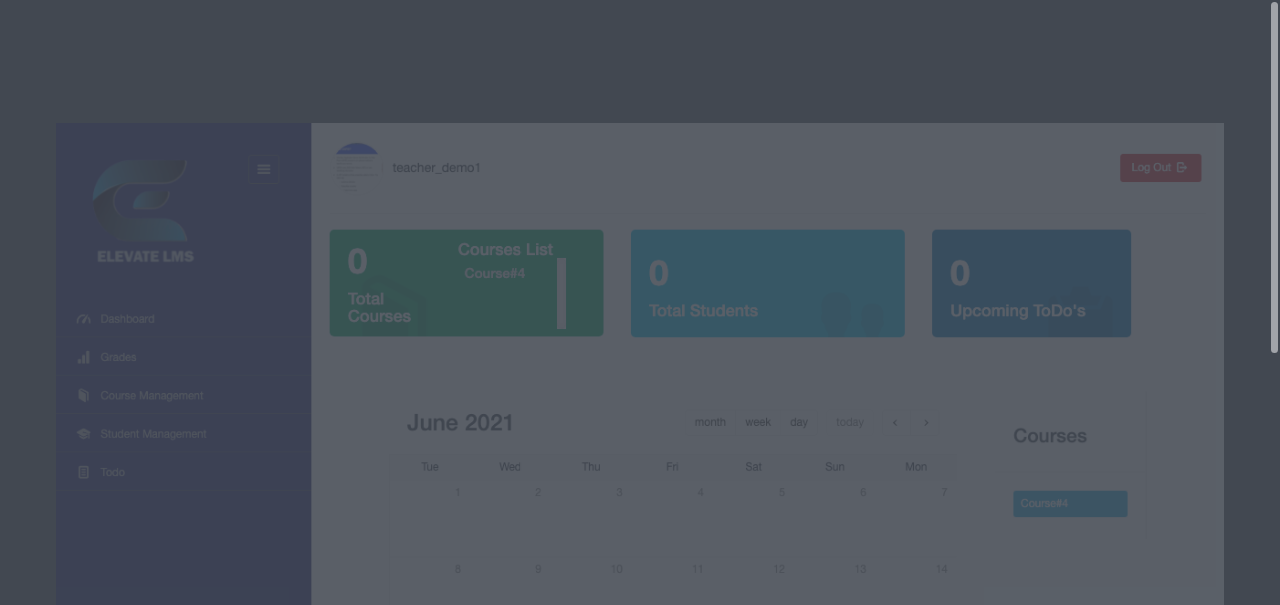 teacher_demo1
Log Out
ELEVATE LMS
Dashboard
Grades
Course Management
Student Management
Todo
0
Total
Courses
Courses List
Course#4
0
Total Students
0
Upcoming ToDo's
June 2021
month week day today < >
Tue Wed Thu Fri Sat Sun Mon
1 2 3 4 5 6 7
8 9 10 11 12 13 14
Courses
Course#4